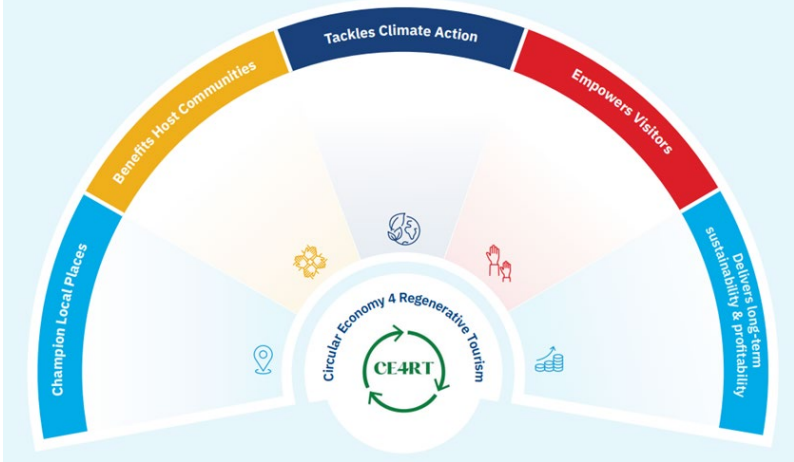 Tackles Climate Action
Benefits Host Communities
Empowers Visitors
Champion Local Places
Delivers long-term
sustainability & profitability
Circular Economy 4 Regenerative Tourism
CE4RT